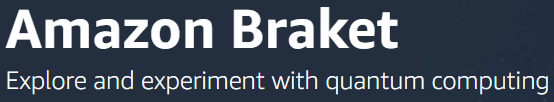 Amazon Braket
Explore and experiment with quantum computing